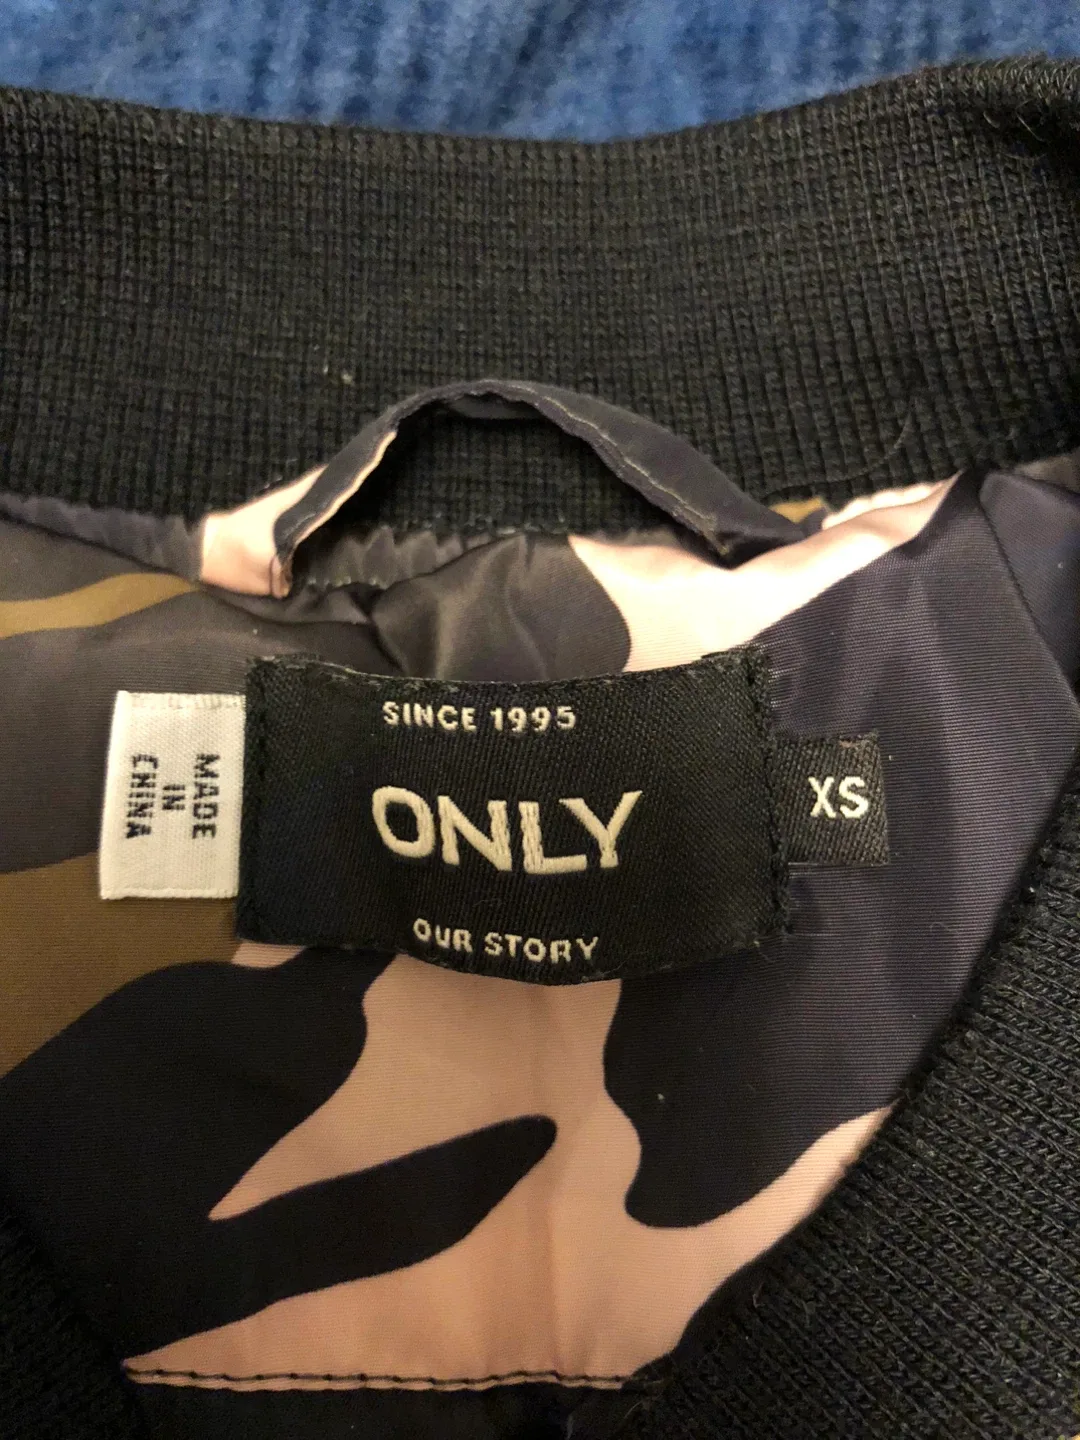 SINCE 1995
ONLY
OUR STORY
XS
MADE
IN
CHINA